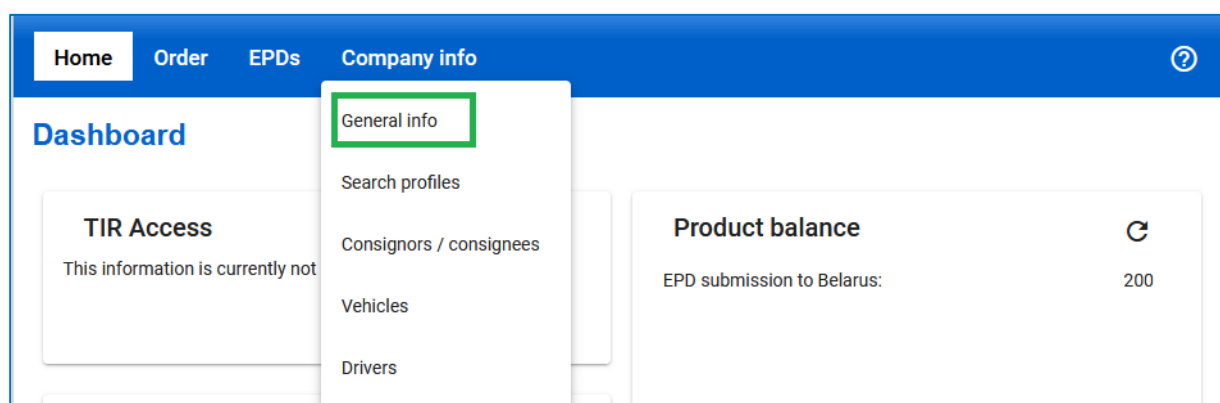 Home Order EPDs Company info
General info
Search profiles
Consignors / consignees
Vehicles
Drivers
Dashboard
TIR Access
This information is currently not
Product balance
EPD submission to Belarus: 200